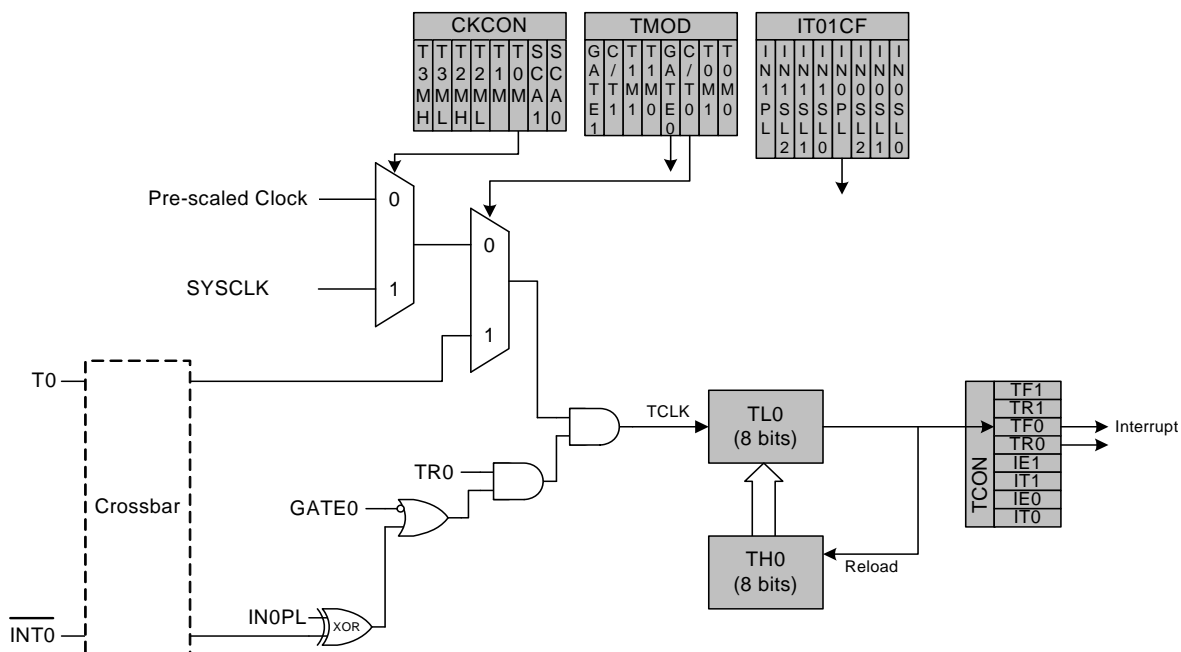 CKCON
TMOD
IT01CF
T3MH
T3ML
T2MH
T2ML
T1M
T0M
SCA1
SCA0
GATE1
C/T1
T1M1
T1M0
GATE0
C/T0
T0M1
T0M0
IN1PL
IN1SL2
IN1SL1
IN1SL0
IN0PL
IN0SL2
IN0SL1
IN0SL0
Pre-scaled Clock
0
SYSCLK
1
0
1
T0
Crossbar
INT0
GATE0
TR0
IN0PL
XOR
TCLK
TL0
(8 bits)
TH0
(8 bits)
Reload
TCON
TF1
TR1
TF0
TR0
IE1
IT1
IE0
IT0
Interrupt